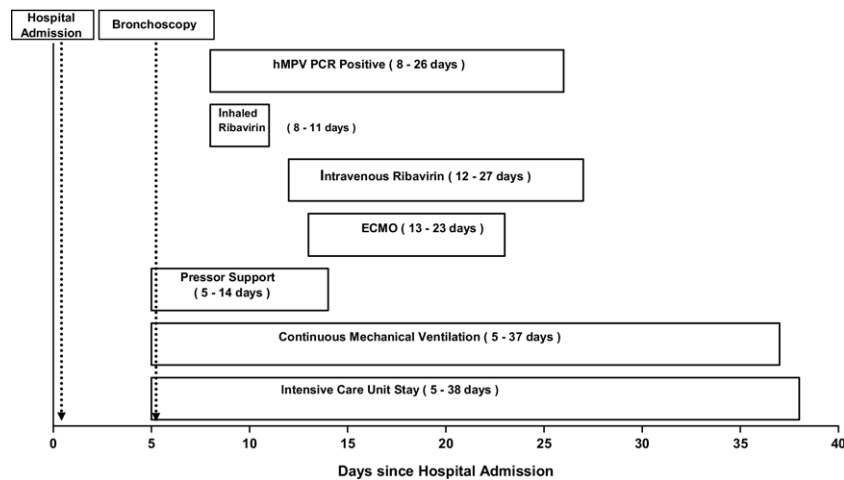 Hospital
Admission
Bronchoscopy
hMPV PCR Positive ( 8 - 26 days )
Inhaled
Ribavirin
( 8 – 11 days)
Intravenous Ribavirin ( 12 - 27 days )
ECMO ( 13 - 23 days )
Pressor Support
( 5 - 14 days )
Continuous Mechanical Ventilation ( 5 - 37 days )
Intensive Care Unit Stay ( 5 - 38 days )
0 5 10 15 20 25 30 35 40
Days since Hospital Admission